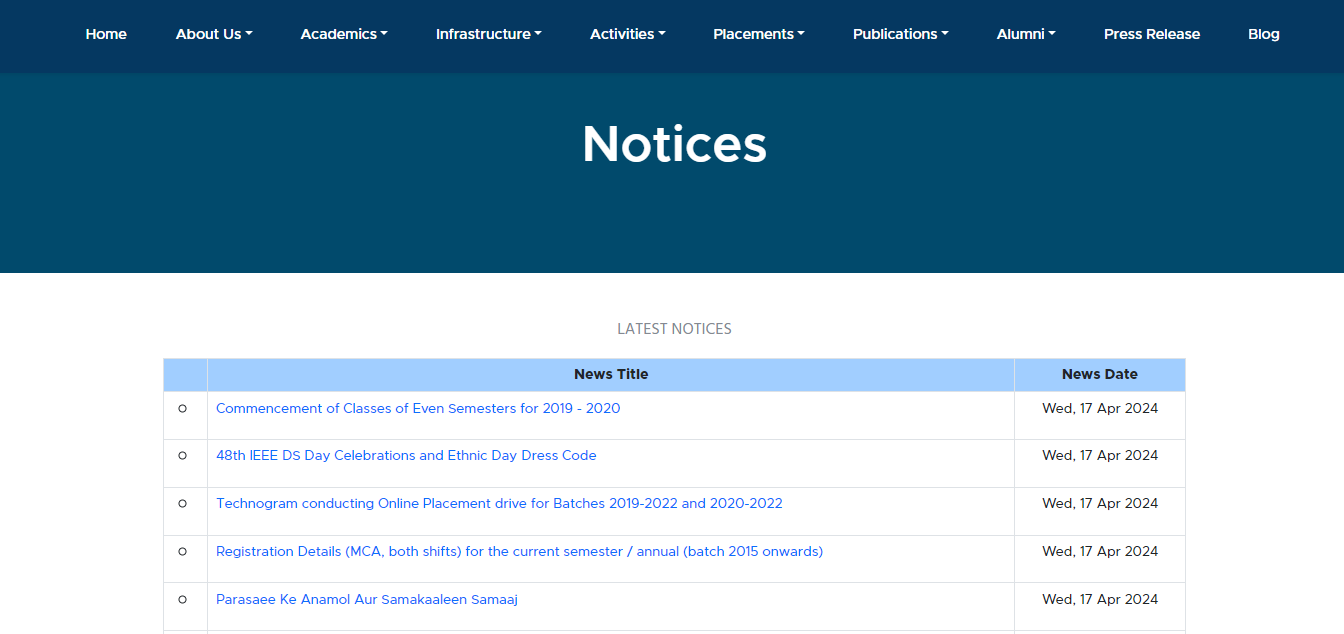 Home About Us Academics Infrastructure Activities Placements Publications Alumni Press Release Blog
Notices
LATEST NOTICES
News Title News Date
Commencement of Classes of Even Semesters for 2019 - 2020 Wed, 17 Apr 2024
48th IEEE DS Day Celebrations and Ethnic Day Dress Code Wed, 17 Apr 2024
Technogram conducting Online Placement drive for Batches 2019-2022 and 2020-2022 Wed, 17 Apr 2024
Registration Details (MCA, both shifts) for the current semester / annual (batch 2015 onwards) Wed, 17 Apr 2024
Parasaee Ke Anamol Aur Samakaaleen Samaaj Wed, 17 Apr 2024